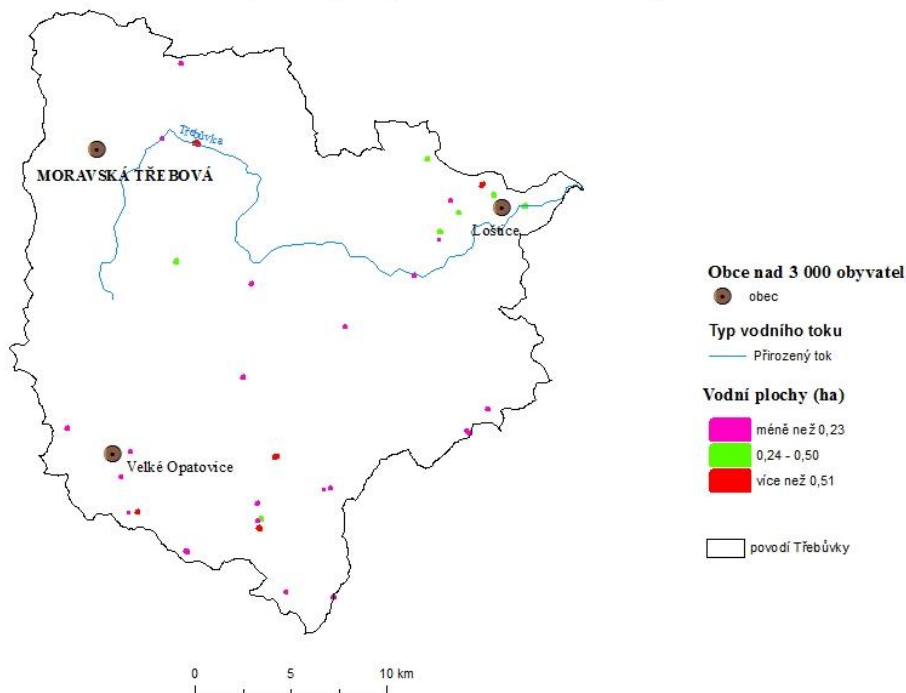 Třebůvka
MORAVSKÁ TŘEBOVÁ
Loštice
Velké Opatovice
Obce nad 3 000 obyvatel
obec
Typ vodního toku
Přirozený tok
Vodní plochy (ha)
méně než 0,23
0,24 - 0,50
více než 0,51
povodí Třebůvky
0 5 10 km